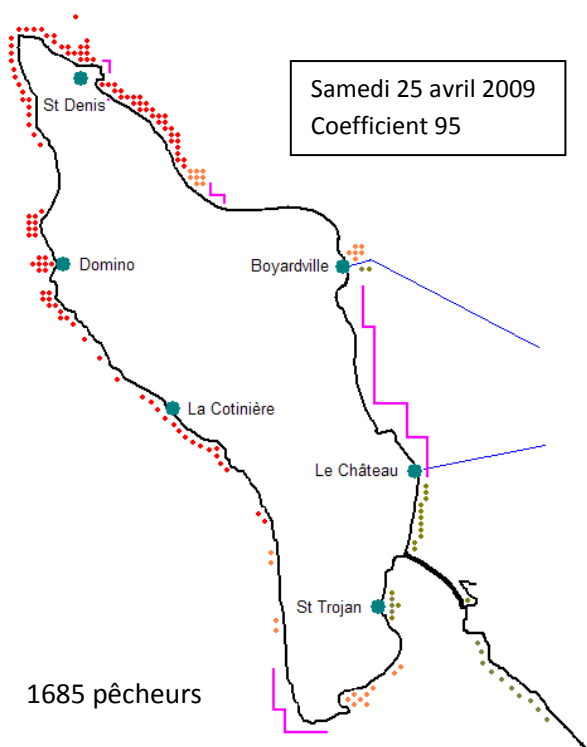 Samedi 25 avril 2009
Coefficient 95
St Denis
Domino
Boyardville
La Cotinière
Le Château
St Trojan
1685 pêcheurs